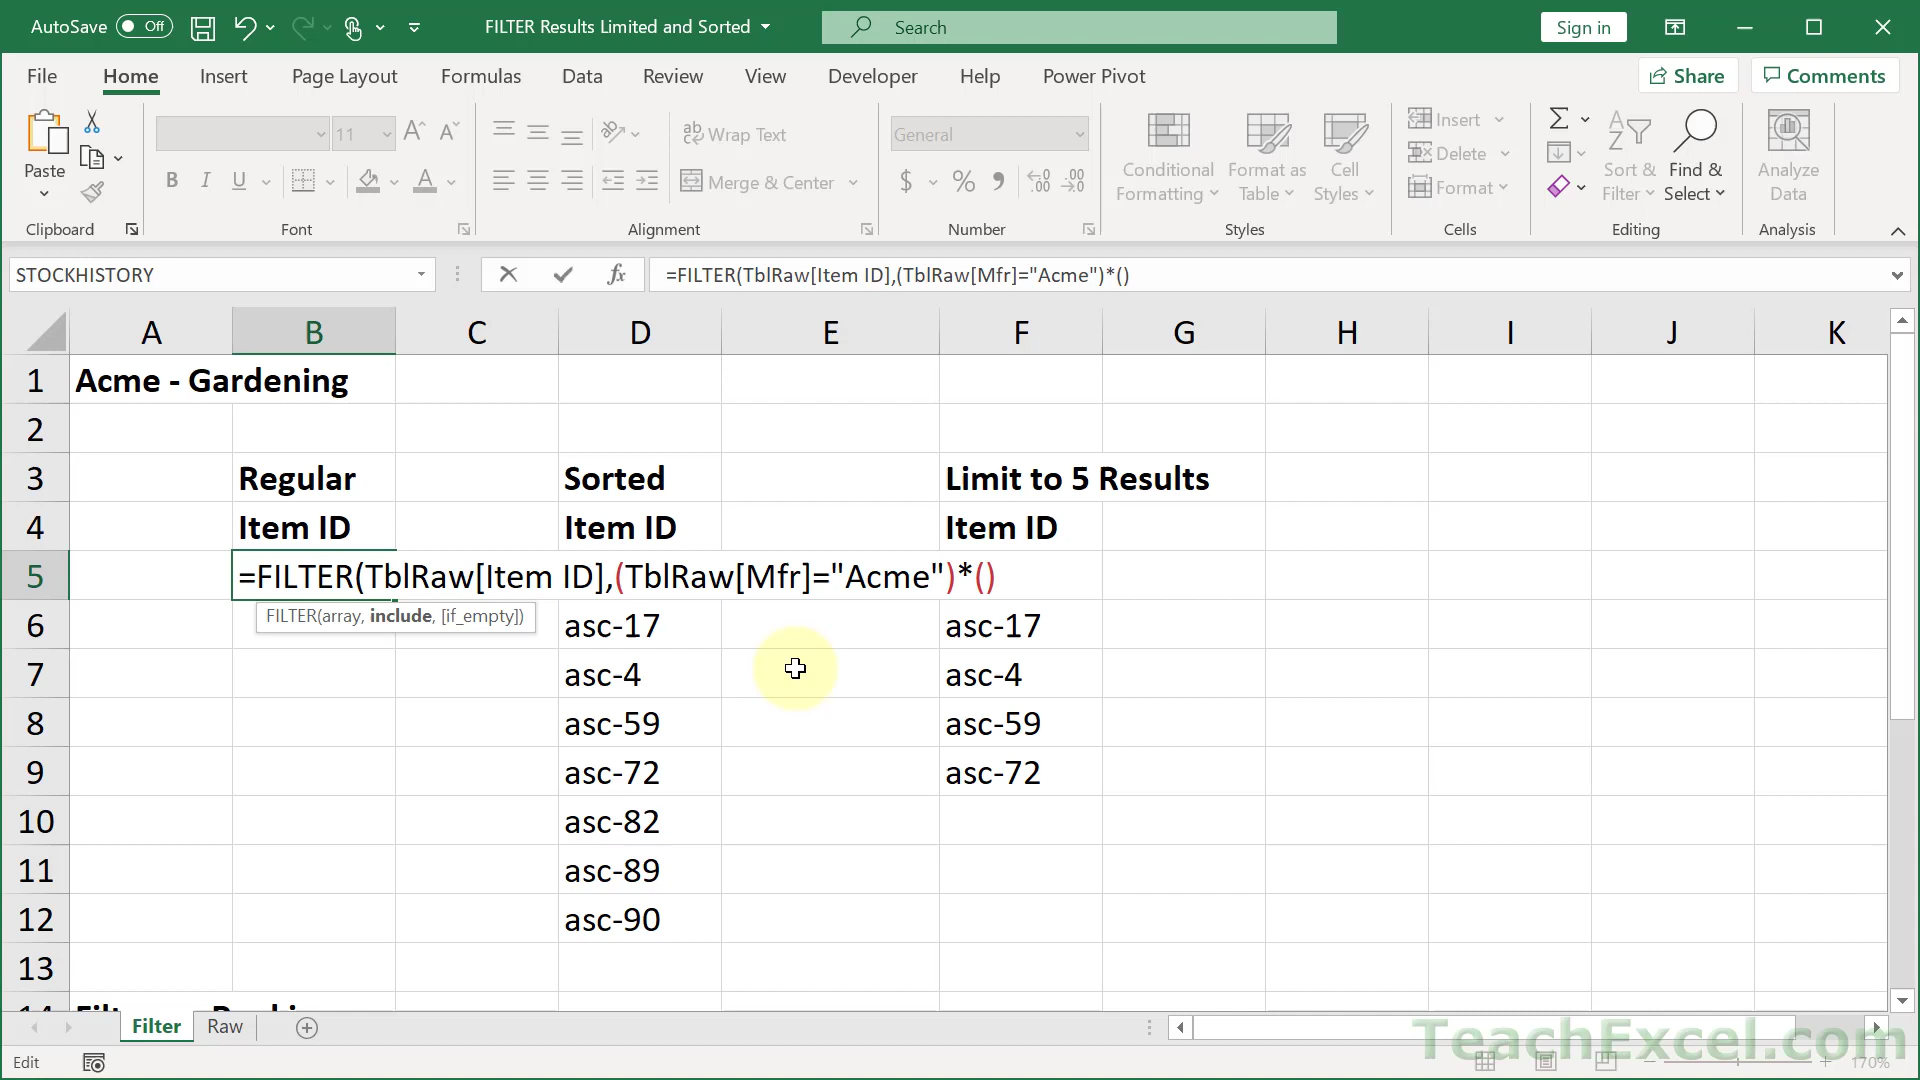 AutoSave Off FILTER Results Limited and Sorted Search Sign in
File Home Insert Page Layout Formulas Data Review View Developer Help Power Pivot Share Comments
Paste
11
B I U
Wrap Text
Merge & Center
General
$ % 9
Conditional Formatting
Format as Table
Cell Styles
Insert
Delete
Format
Sort & Filter
Find & Select
Analyze Data
Clipboard Font Alignment Number Styles Cells Editing Analysis
STOCKHISTORY fx =FILTER(TblRaw[Item ID],(TblRaw[Mfr]="Acme")*()
A B C D E F G H I J K
1 Acme - Gardening
2
3 Regular Sorted Limit to 5 Results
4 Item ID Item ID Item ID
5 =FILTER(TblRaw[Item ID],(TblRaw[Mfr]="Acme")*()
FILTER(array, include, [if_empty])
6 asc-17 asc-17
7 asc-4 asc-4
8 asc-59 asc-59
9 asc-72 asc-72
10 asc-82
11 asc-89
12 asc-90
13
Filter Raw
TeachExcel.com
Edit 170%